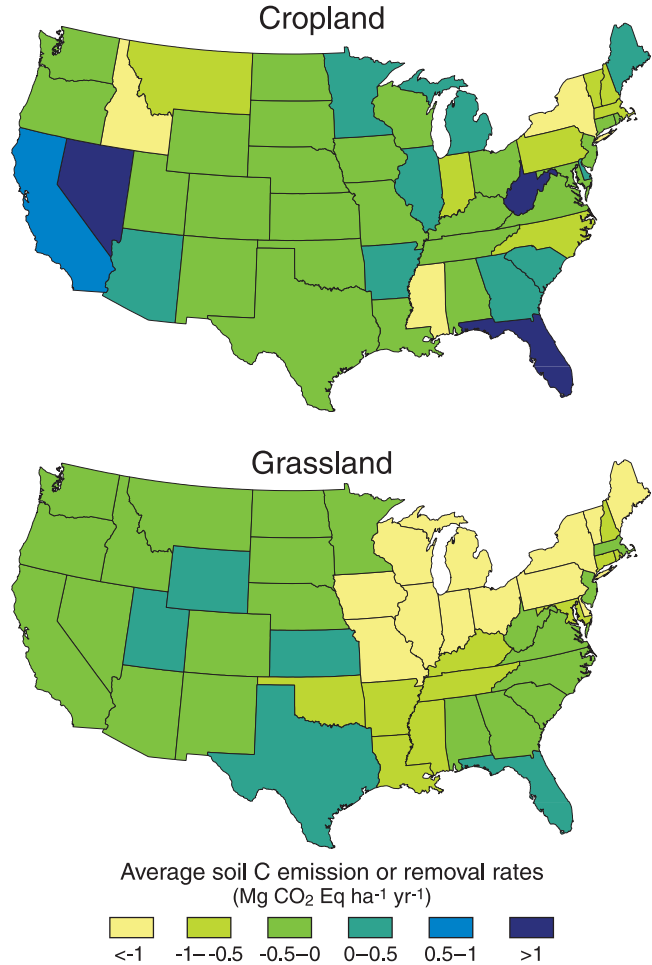 Cropland
Grassland
Average soil C emission or removal rates
(Mg CO₂ Eq ha⁻¹ yr⁻¹)
<-1 -1--0.5 -0.5–0 0–0.5 0.5–1 >1